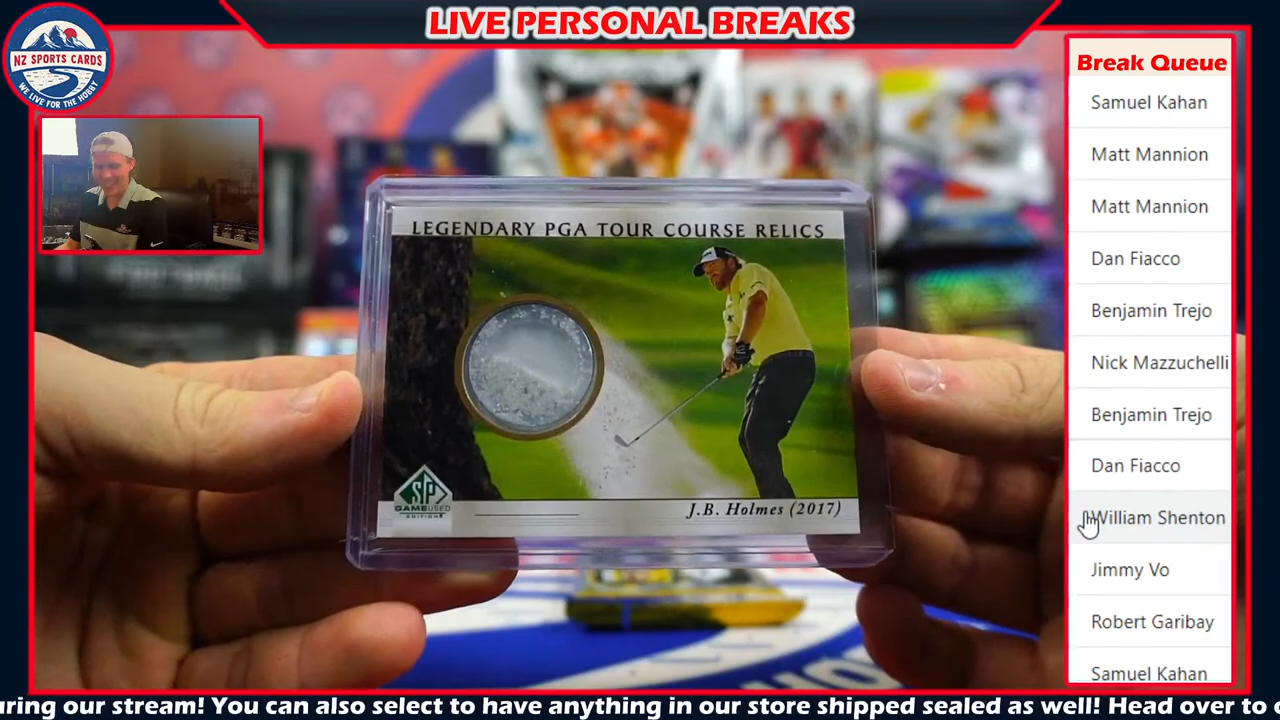 LIVE PERSONAL BREAKS
NZ SPORTS CARDS
WE LIVE FOR THE HOBBY
Break Queue
Samuel Kahan
Matt Mannion
Matt Mannion
Dan Fiacco
Benjamin Trejo
Nick Mazzuchelli
Benjamin Trejo
Dan Fiacco
William Shenton
Jimmy Vo
Robert Garibay
Samuel Kahan
LEGENDARY PGA TOUR COURSE RELICS
SP
GAME USED
EDITION
J.B. Holmes (2017)
uring our stream! You can also select to have anything in our store shipped sealed as well! Head over to